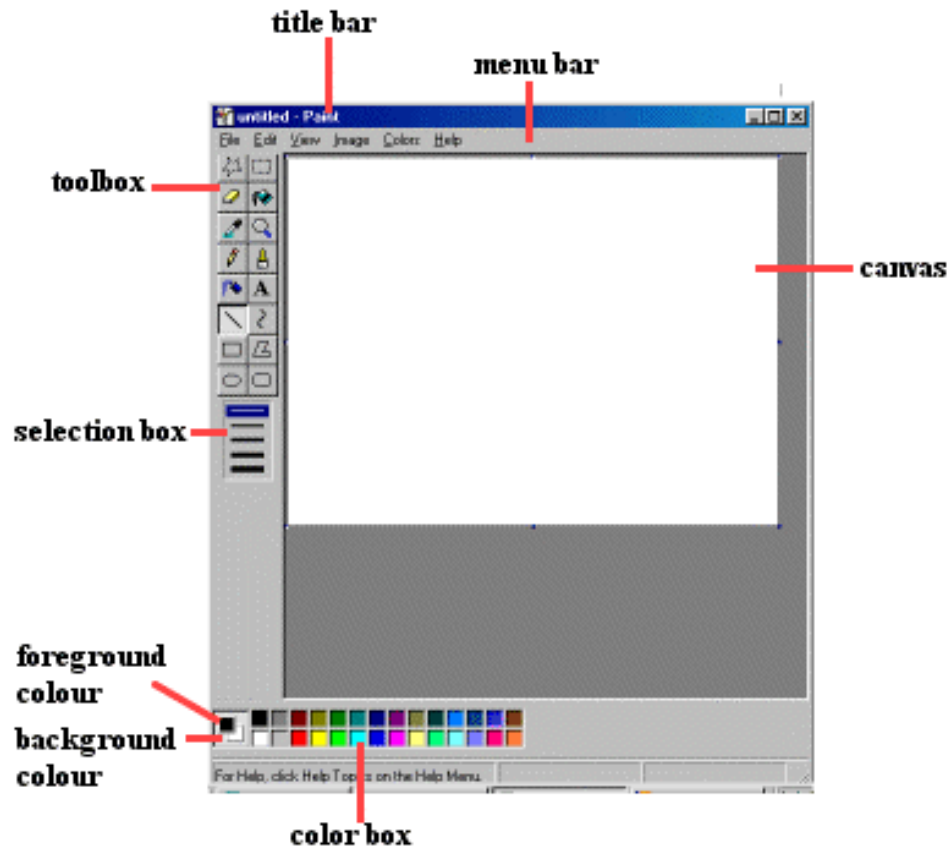 title bar
menu bar
untitled - Paint
File Edit View Image Colors Help
toolbox
A
canvas
selection box
foreground
colour
background
colour
For Help, click Help Topics on the Help Menu.
color box